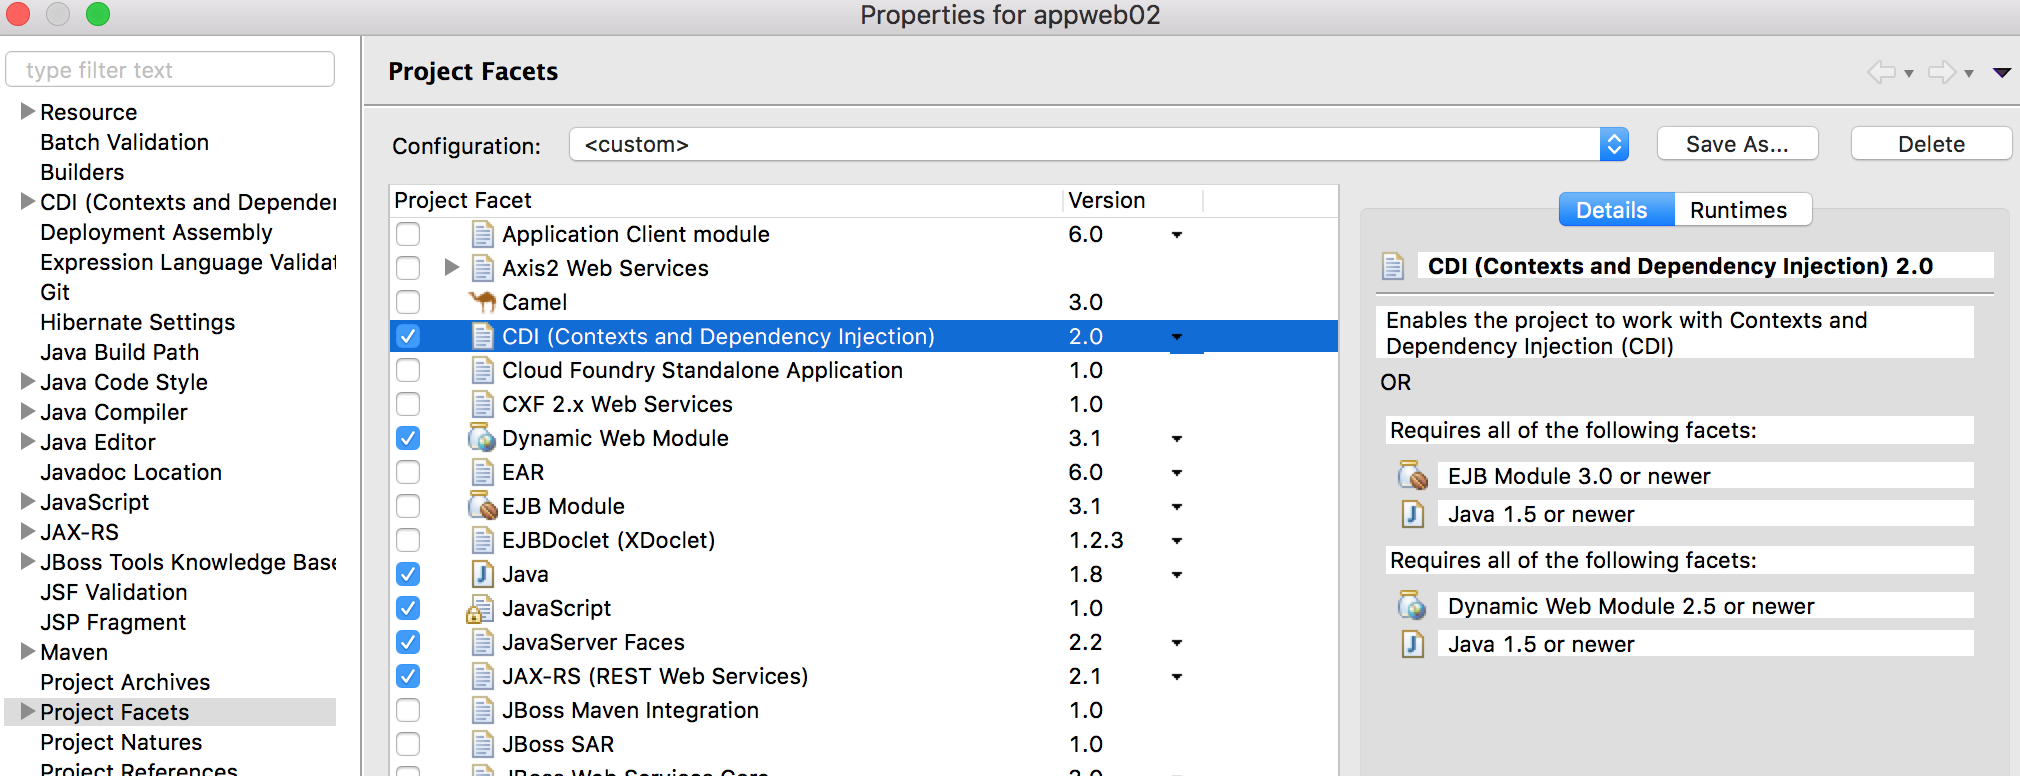 Properties for appweb02
type filter text
Resource
Batch Validation
Builders
CDI (Contexts and Depender
Deployment Assembly
Expression Language Validat
Git
Hibernate Settings
Java Build Path
Java Code Style
Java Compiler
Java Editor
Javadoc Location
JavaScript
JAX-RS
JBoss Tools Knowledge Base
JSF Validation
JSP Fragment
Maven
Project Archives
Project Facets
Project Natures
Project References
Project Facets
Configuration: <custom> Save As... Delete
Project Facet Version
Application Client module 6.0
Axis2 Web Services
Camel 3.0
CDI (Contexts and Dependency Injection) 2.0
Cloud Foundry Standalone Application 1.0
CXF 2.x Web Services 1.0
Dynamic Web Module 3.1
EAR 6.0
EJB Module 3.1
EJBDoclet (XDoclet) 1.2.3
Java 1.8
JavaScript 1.0
JavaServer Faces 2.2
JAX-RS (REST Web Services) 2.1
JBoss Maven Integration 1.0
JBoss SAR 1.0
JBoss Web Services Core 3.0
Details Runtimes
CDI (Contexts and Dependency Injection) 2.0
Enables the project to work with Contexts and
Dependency Injection (CDI)
OR
Requires all of the following facets:
EJB Module 3.0 or newer
Java 1.5 or newer
Requires all of the following facets:
Dynamic Web Module 2.5 or newer
Java 1.5 or newer